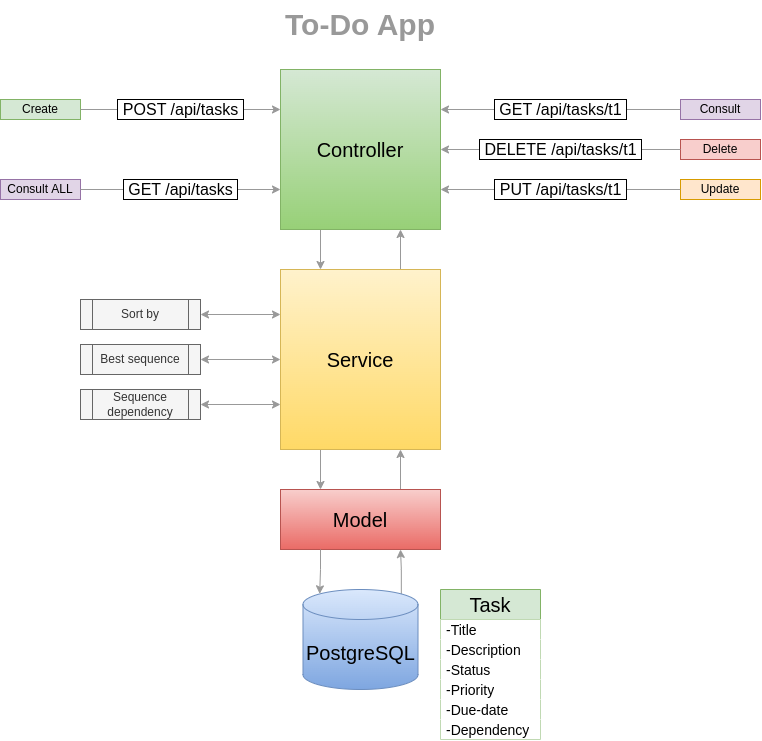 To-Do App
Create
POST /api/tasks
Controller
GET /api/tasks/t1
Consult
DELETE /api/tasks/t1
Delete
Consult ALL
GET /api/tasks
PUT /api/tasks/t1
Update
Service
Sort by
Best sequence
Sequence
dependency
Model
PostgreSQL
Task
-Title
-Description
-Status
-Priority
-Due-date
-Dependency